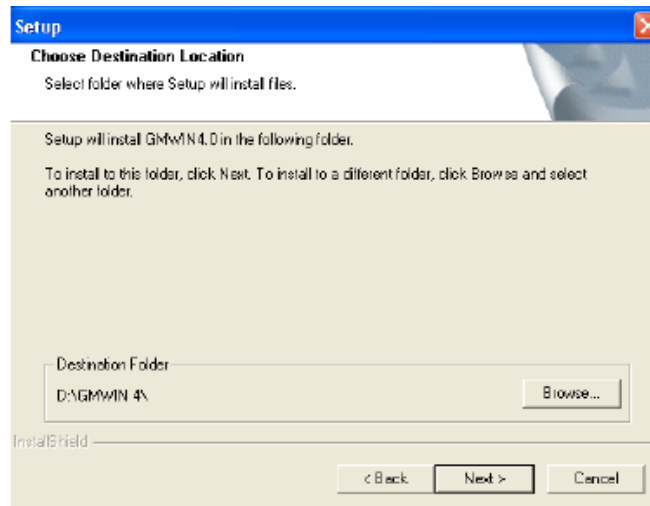 Setup
Choose Destination Location
Select folder where Setup will install files.
Setup will install GMWIN4.0 in the following folder.
To install to this folder, click Next. To install to a different folder, click Browse and select
another folder.
Destination Folder
D:\GMWIN 4\
Browse...
InstallShield
< Back
Next >
Cancel